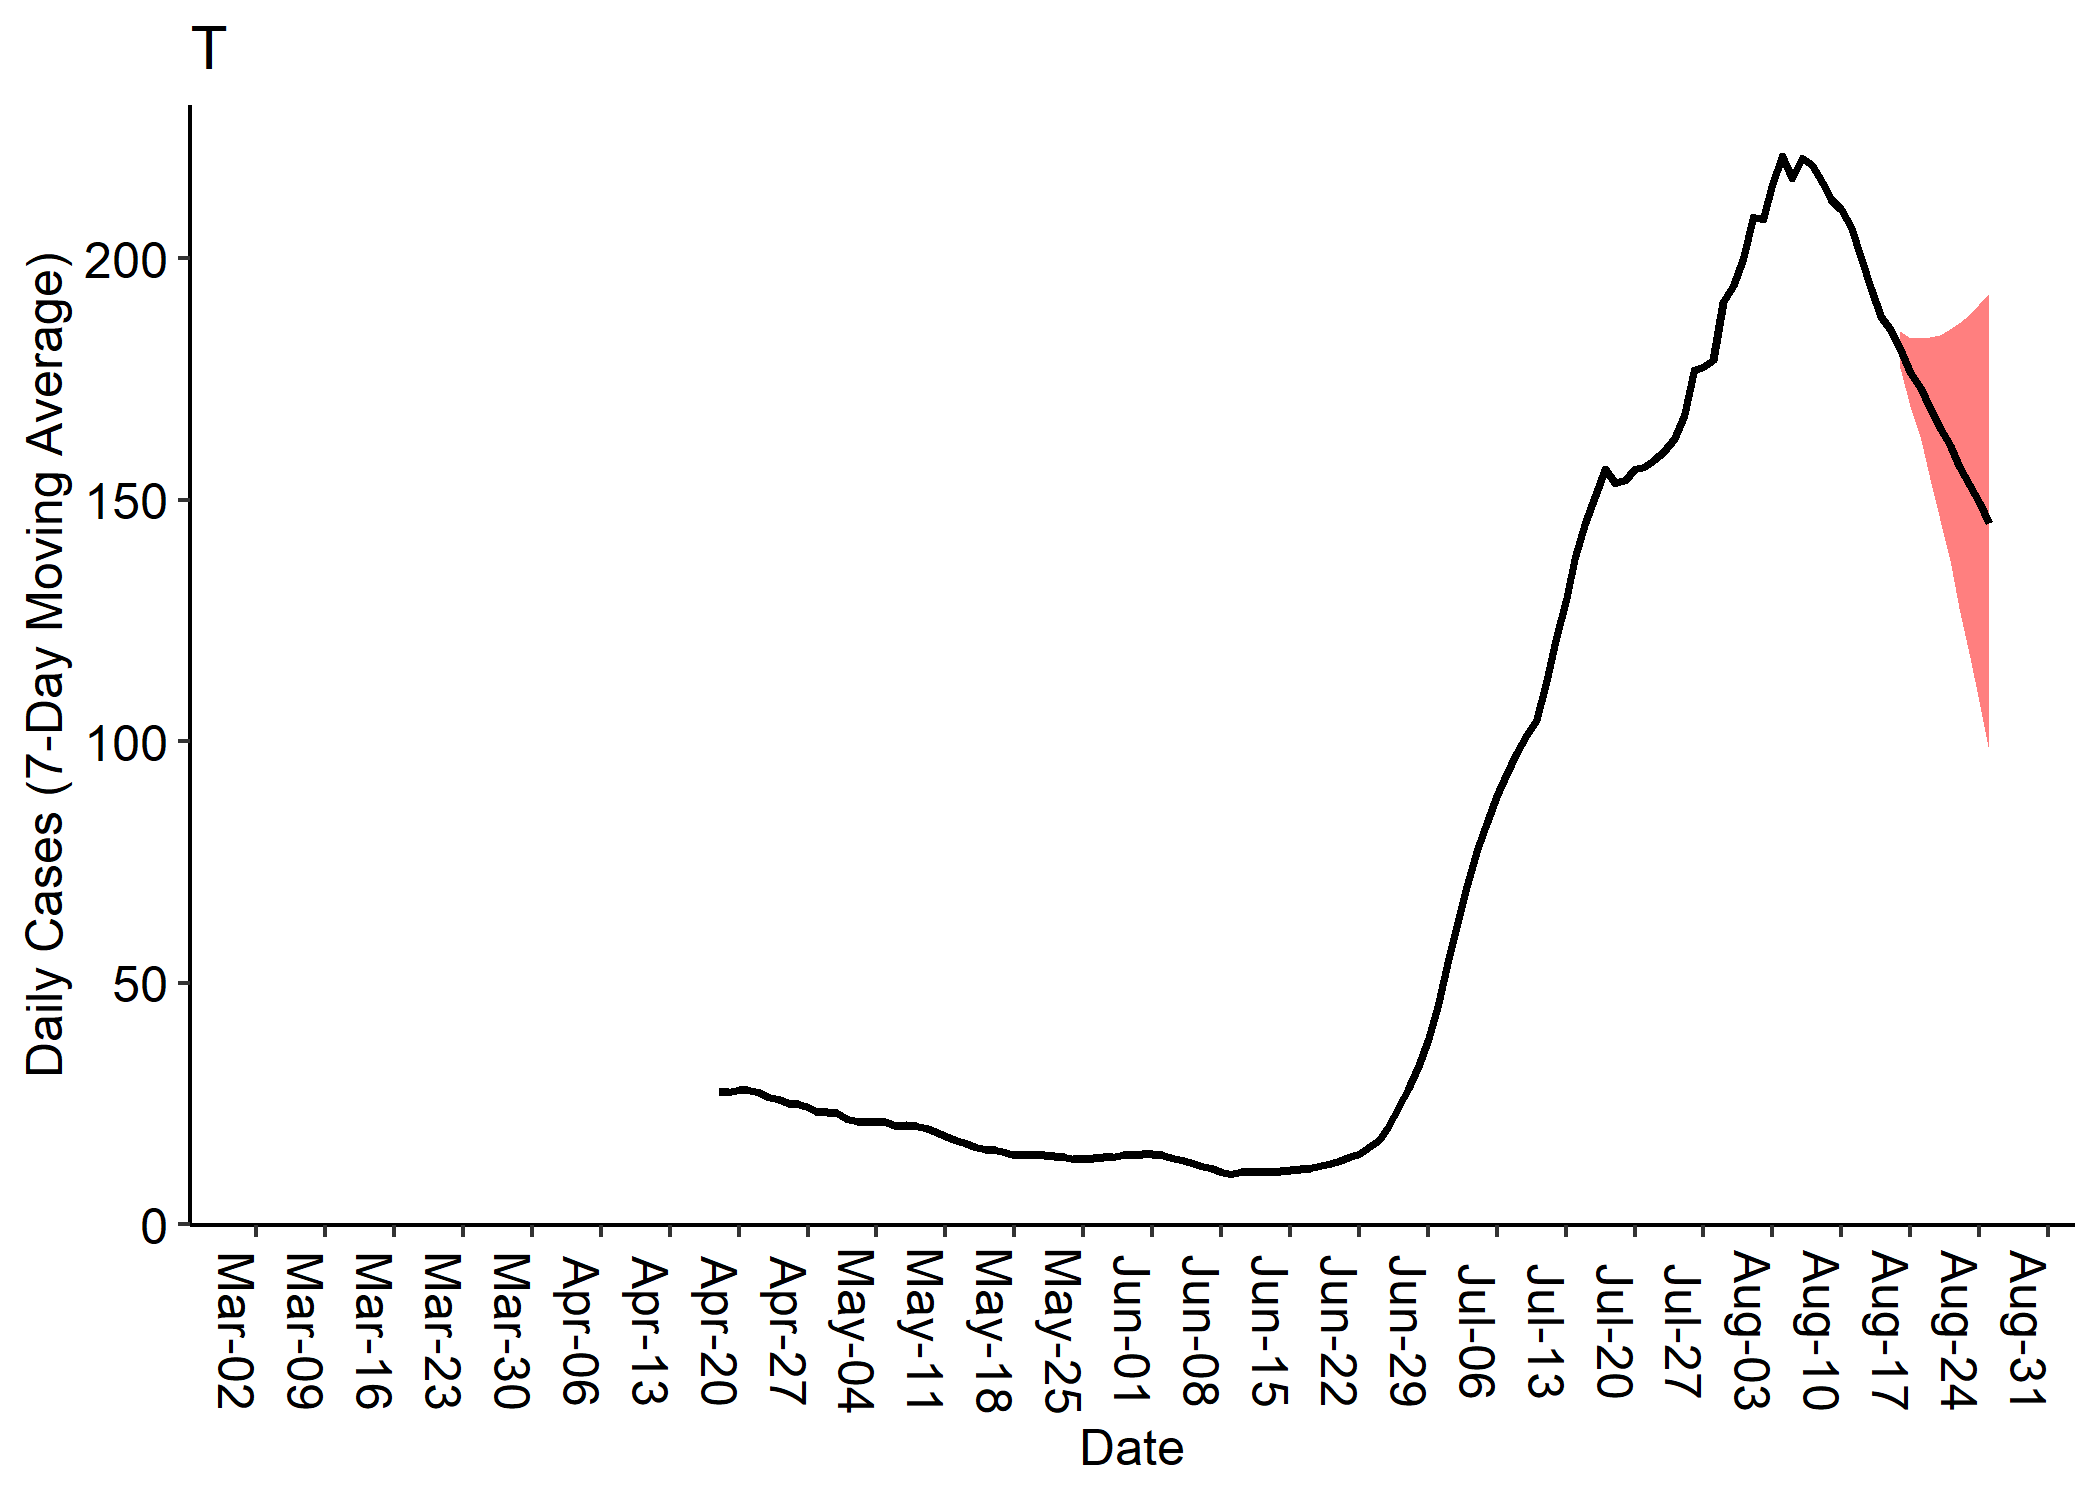 T
Daily Cases (7-Day Moving Average)
200
150
100
50
0
Mar-02
Mar-09
Mar-16
Mar-23
Mar-30
Apr-06
Apr-13
Apr-20
Apr-27
May-04
May-11
May-18
May-25
Jun-01
Jun-08
Jun-15
Jun-22
Jun-29
Jul-06
Jul-13
Jul-20
Jul-27
Aug-03
Aug-10
Aug-17
Aug-24
Aug-31
Date